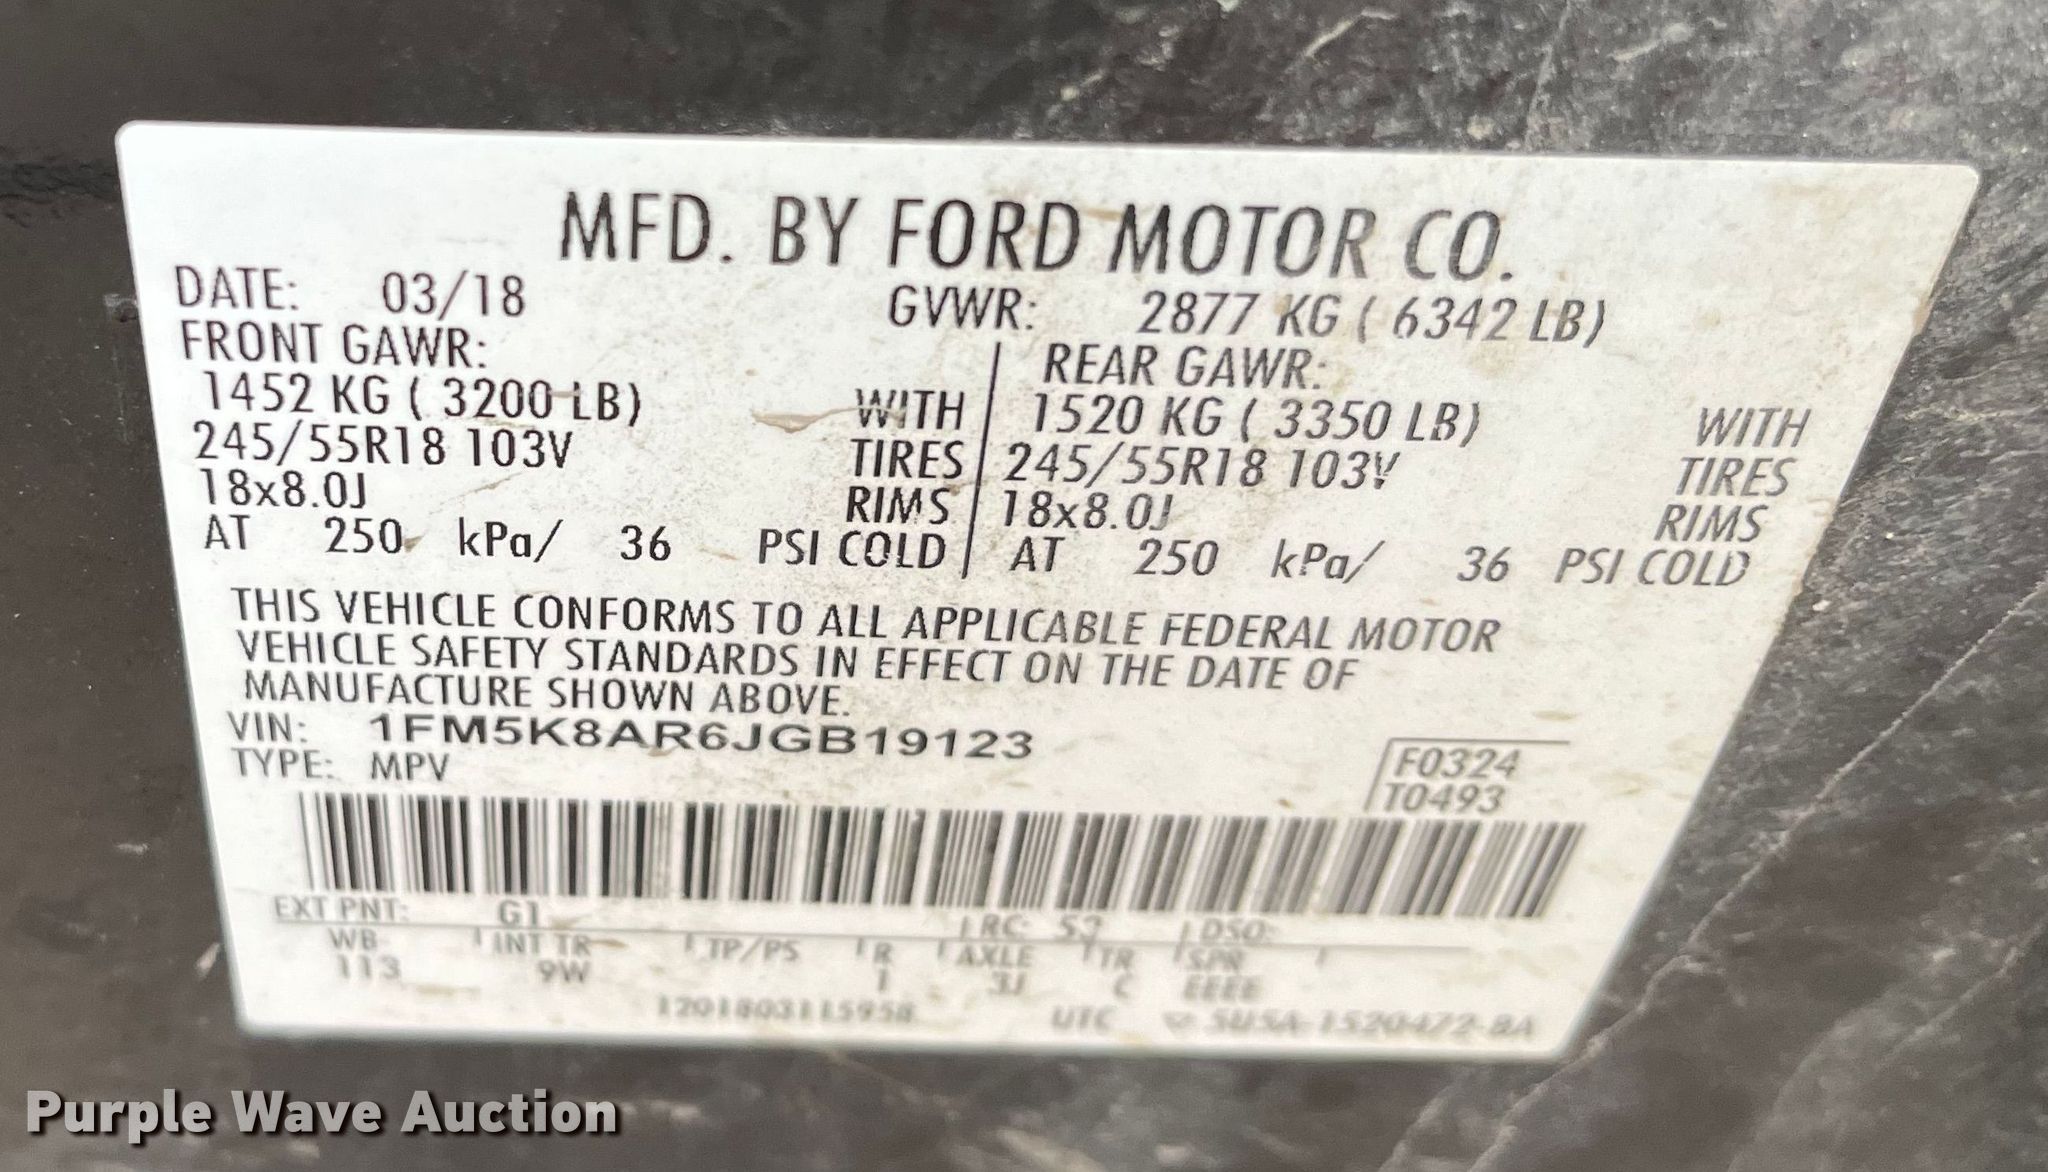 MFD. BY FORD MOTOR CO.
DATE: 03/18 GVWR: 2877 KG ( 6342 LB)
FRONT GAWR: REAR GAWR:
1452 KG ( 3200 LB) WITH 1520 KG ( 3350 LB) WITH
245/55R18 103V TIRES 245/55R18 103V TIRES
18x8.0J RIMS 18x8.0J RIMS
AT 250 kPa/ 36 PSI COLD AT 250 kPa/ 36 PSI COLD
THIS VEHICLE CONFORMS TO ALL APPLICABLE FEDERAL MOTOR
VEHICLE SAFETY STANDARDS IN EFFECT ON THE DATE OF
MANUFACTURE SHOWN ABOVE.
VIN: 1FM5K8AR6JGB19123
TYPE: MPV
F0324
T0493
EXT PNT: G1 RC: 53 DSO:
WB INT TR TP/PS R AXLE TR SPR
113 9W 1 3J C EEEE
1201803115958 UTC SUSA-1520472-BA
Purple Wave Auction